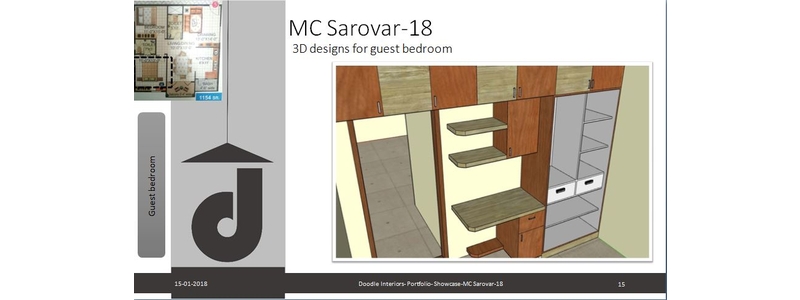 MC Sarovar-18
3D designs for guest bedroom
1154 sft
Guest bedroom
15-01-2018
Doodle Interiors- Portfolio- Showcase-MC Sarovar-18
15